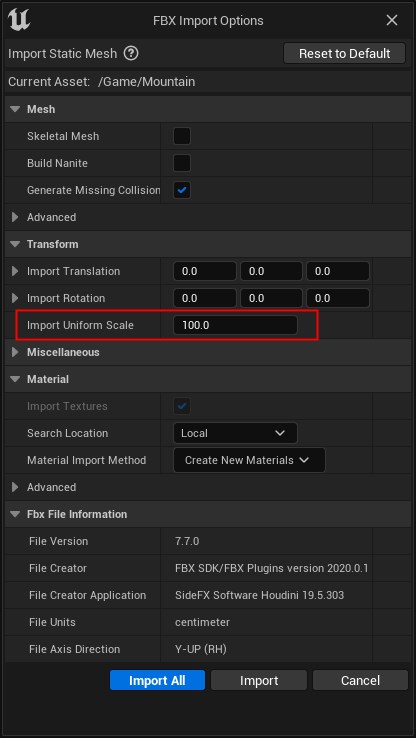 FBX Import Options
Import Static Mesh ?
Reset to Default
Current Asset: /Game/Mountain
Mesh
Skeletal Mesh
Build Nanite
Generate Missing Collision
Advanced
Transform
Import Translation 0.0 0.0 0.0
Import Rotation 0.0 0.0 0.0
Import Uniform Scale 100.0
Miscellaneous
Material
Import Textures
Search Location Local
Material Import Method Create New Materials
Advanced
Fbx File Information
File Version 7.7.0
File Creator FBX SDK/FBX Plugins version 2020.0.1
File Creator Application SideFX Software Houdini 19.5.303
File Units centimeter
File Axis Direction Y-UP (RH)
Import All Import Cancel